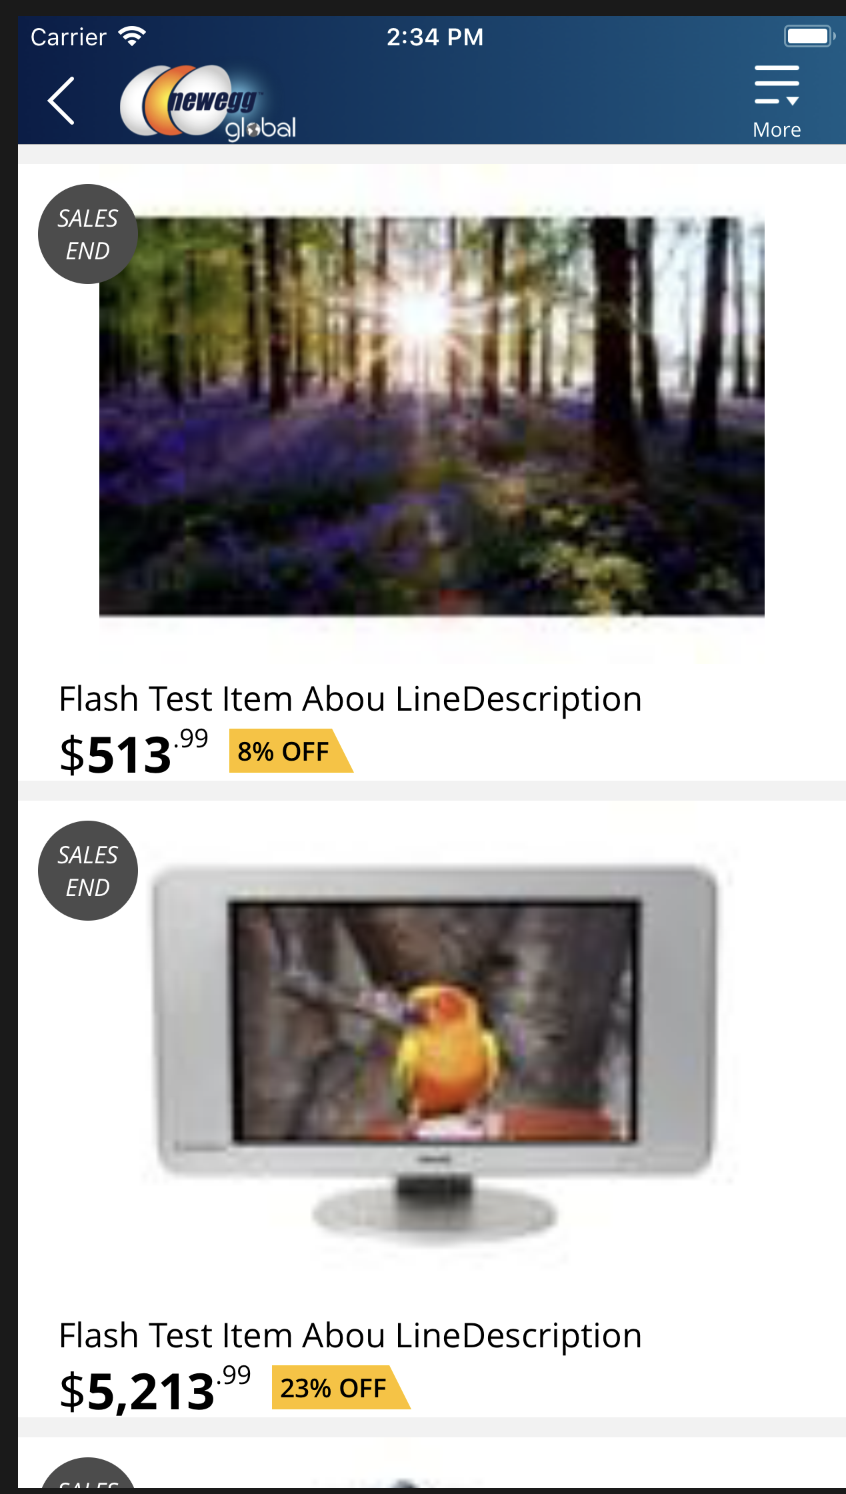 Carrier 2:34 PM
newegg
global
More
SALES
END
Flash Test Item Abou LineDescription
$513.99 8% OFF
SALES
END
Flash Test Item Abou LineDescription
$5,213.99 23% OFF
SALES